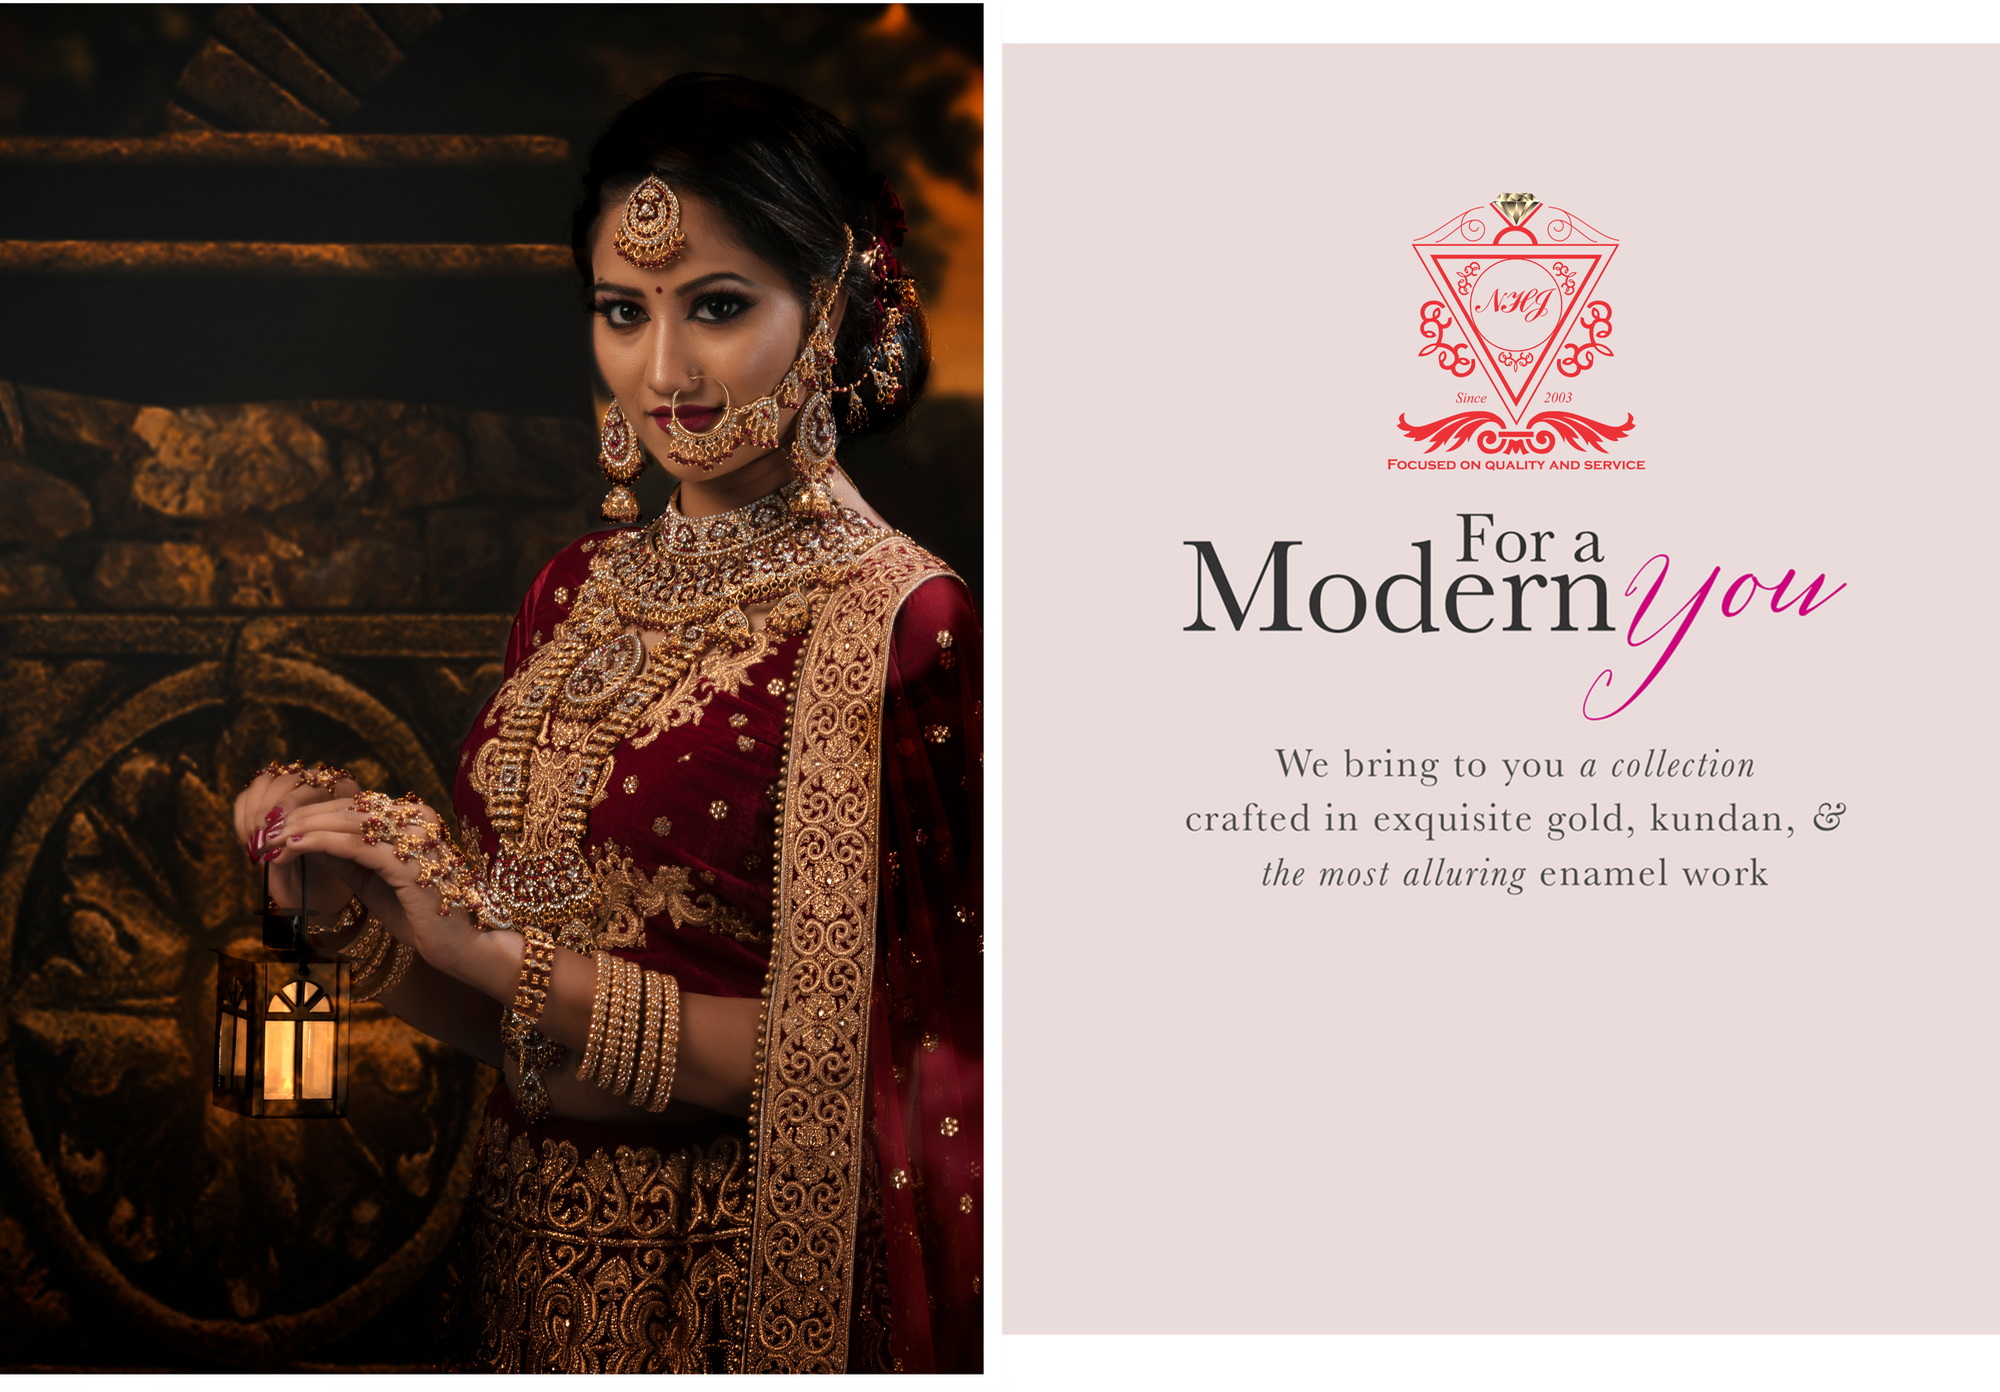 NHJ
Since 2003
FOCUSED ON QUALITY AND SERVICE
For a
Modern you
We bring to you a collection
crafted in exquisite gold, kundan, &
the most alluring enamel work